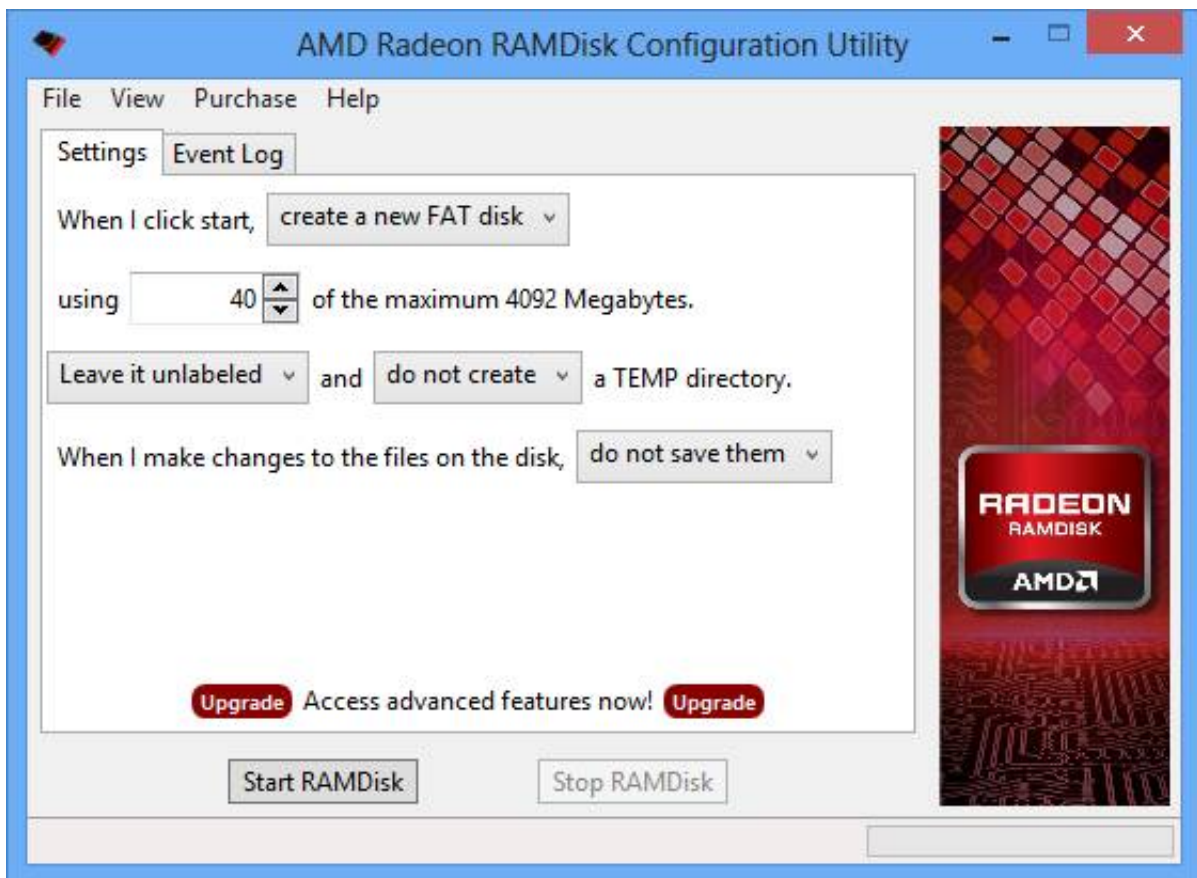 AMD Radeon RAMDisk Configuration Utility
File View Purchase Help
Settings Event Log
When I click start, create a new FAT disk
using 40 of the maximum 4092 Megabytes.
Leave it unlabeled and do not create a TEMP directory.
When I make changes to the files on the disk, do not save them
RADEON
RAMDISK
AMD
Upgrade Access advanced features now! Upgrade
Start RAMDisk Stop RAMDisk